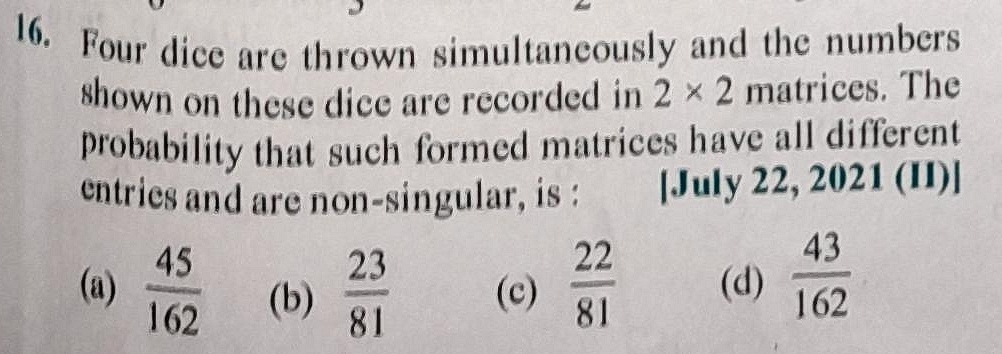 16. Four dice are thrown simultaneously and the numbers
shown on these dice are recorded in 2 × 2 matrices. The
probability that such formed matrices have all different
entries and are non-singular, is : [July 22, 2021 (II)]
(a) 45/162 (b) 23/81 (c) 22/81 (d) 43/162